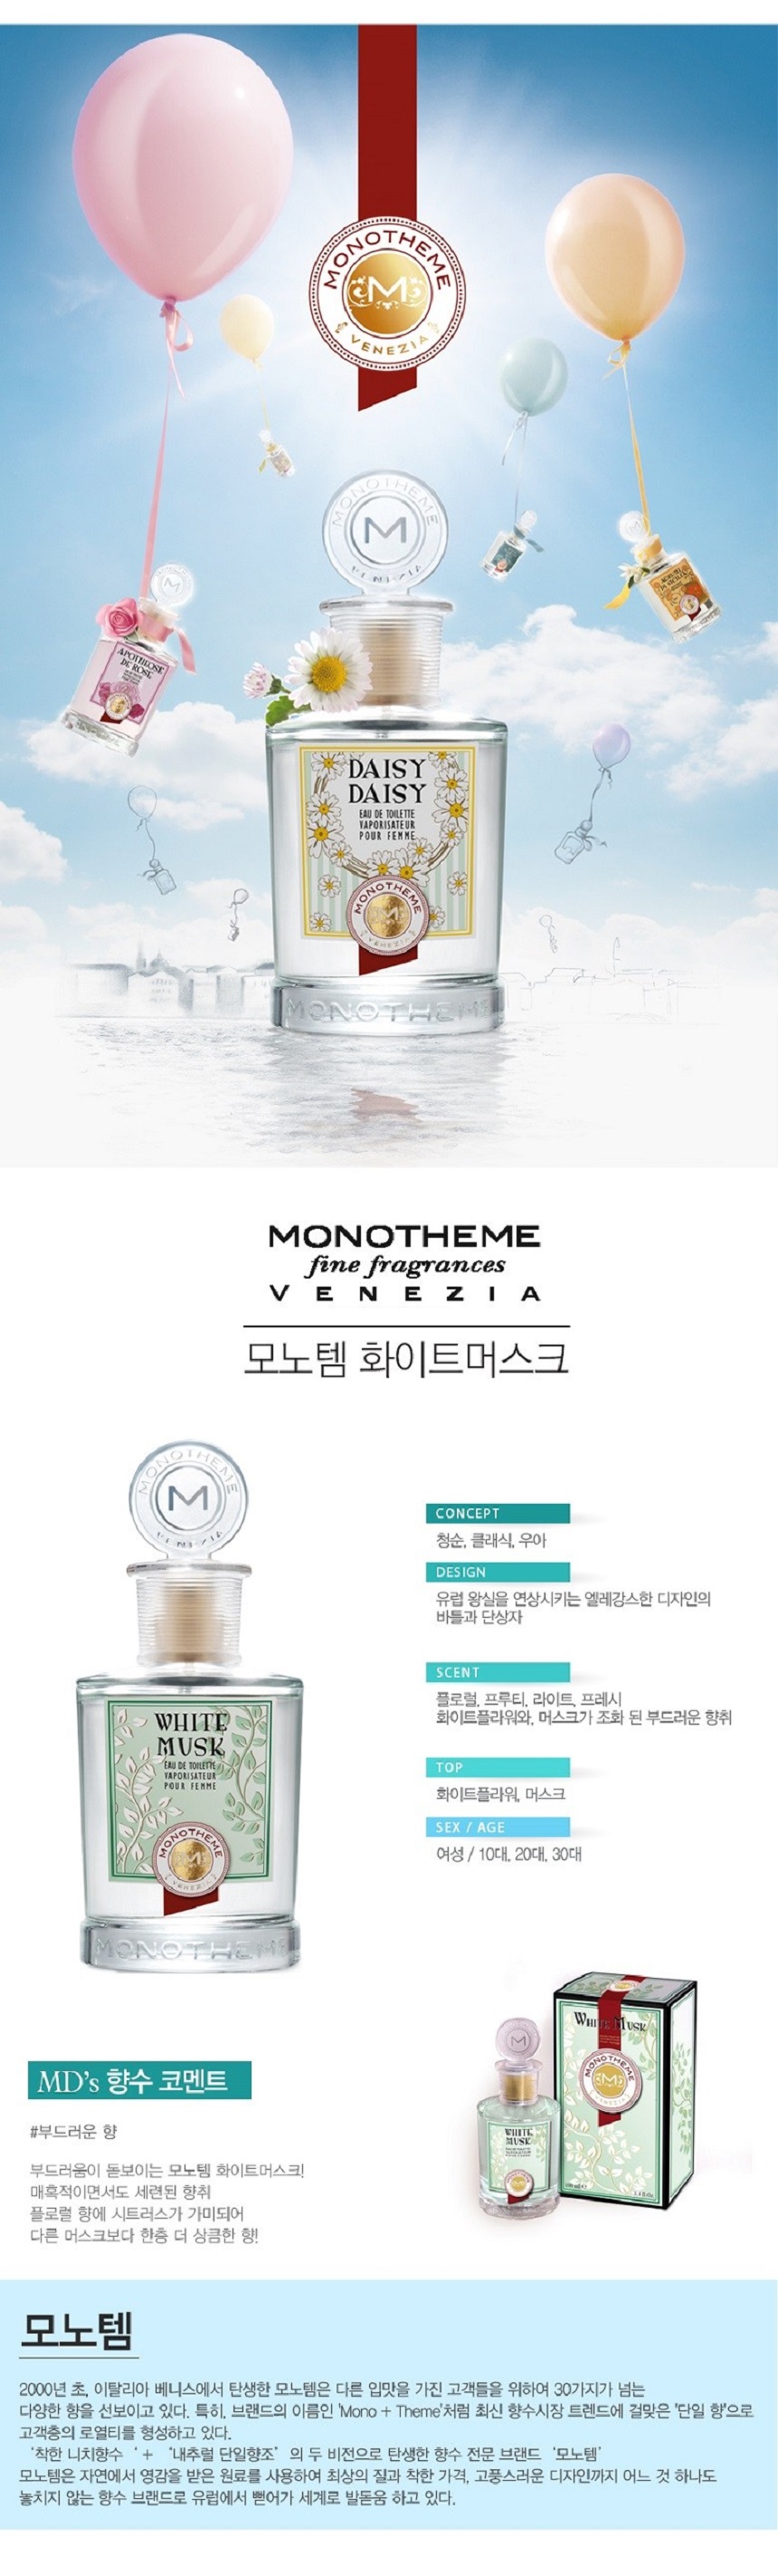 MONOTHEME
M
VENEZIA
MONOTHEME
M
VENEZIA
M
APOTHEOSE
DE ROSE
DAISY
DAISY
EAU DE TOILETTE
VAPORISATEUR
POUR FEMME
MONOTHEME
M
VENEZIA
MONOTHEME
MONOTHEME
fine fragrances
VENEZIA
모노템 화이트머스크
MONOTHEME
M
VENEZIA
WHITE
MUSK
EAU DE TOILETTE
VAPORISATEUR
POUR FEMME
MONOTHEME
M
VENEZIA
MONOTHEME
CONCEPT
청순, 클래식, 우아
DESIGN
유럽 왕실을 연상시키는 엘레강스한 디자인의
바틀과 단상자
SCENT
플로럴, 프루티, 라이트, 프레시
화이트플라워와, 머스크가 조화 된 부드러운 향취
TOP
화이트플라워, 머스크
SEX / AGE
여성 / 10대, 20대, 30대
M
WHITE
MUSK
WHITE MUSK
MONOTHEME
M
VENEZIA
MD's 향수 코멘트
#부드러운 향
부드러움이 돋보이는 모노템 화이트머스크!
매혹적이면서도 세련된 향취
플로럴 향에 시트러스가 가미되어
다른 머스크보다 한층 더 상큼한 향!
모노템
2000년 초, 이탈리아 베니스에서 탄생한 모노템은 다른 입맛을 가진 고객들을 위하여 30가지가 넘는
다양한 향을 선보이고 있다. 특히, 브랜드의 이름인 'Mono + Theme'처럼 최신 향수시장 트렌드에 걸맞은 '단일 향'으로
고객층의 로열티를 형성하고 있다.
‘착한 니치향수 ‘ + ‘내추럴 단일향조’ 의 두 비전으로 탄생한 향수 전문 브랜드 ‘모노템’
모노템은 자연에서 영감을 받은 원료를 사용하여 최상의 질과 착한 가격, 고풍스러운 디자인까지 어느 것 하나도
놓치지 않는 향수 브랜드로 유럽에서 뻗어가 세계로 발돋움 하고 있다.